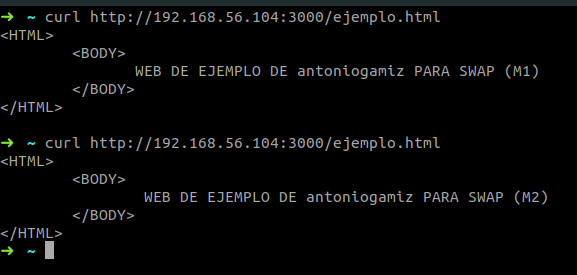 ➜ ~ curl http://192.168.56.104:3000/ejemplo.html
<HTML>
<BODY>
WEB DE EJEMPLO DE antoniogamiz PARA SWAP (M1)
</BODY>
</HTML>
➜ ~ curl http://192.168.56.104:3000/ejemplo.html
<HTML>
<BODY>
WEB DE EJEMPLO DE antoniogamiz PARA SWAP (M2)
</BODY>
</HTML>
➜ ~